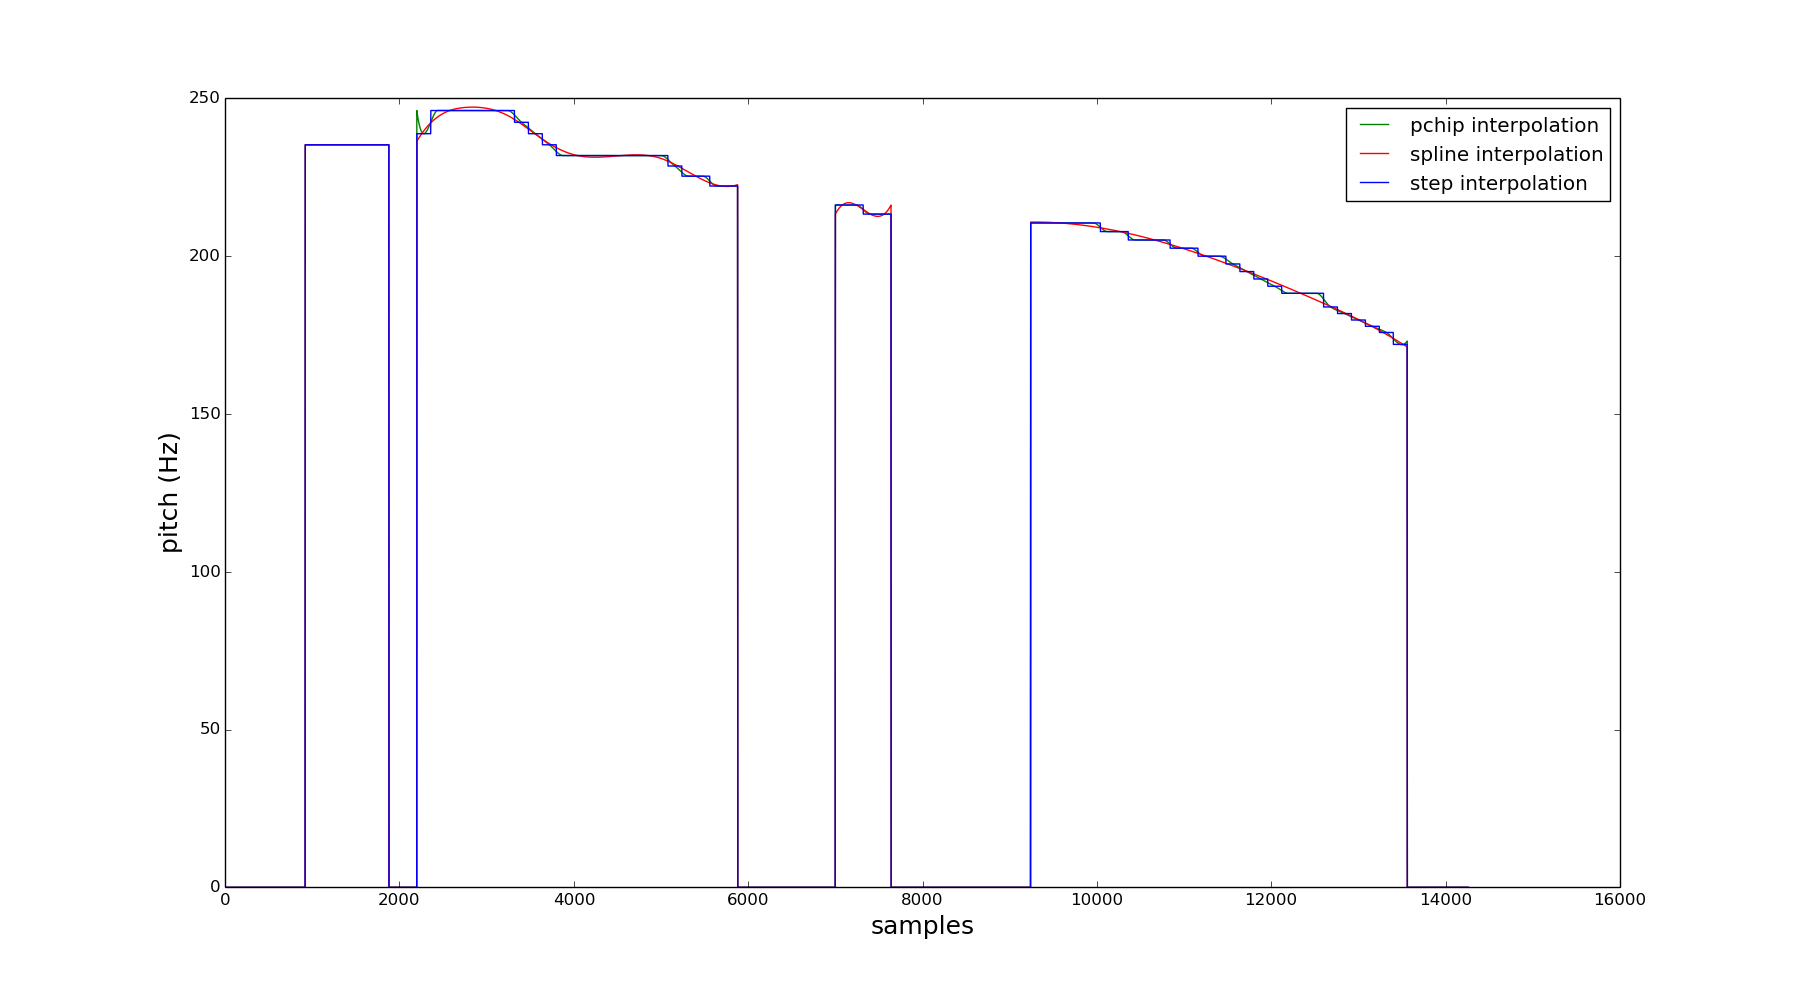 250
200
150
100
50
0
pitch (Hz)
pchip interpolation
spline interpolation
step interpolation
0 2000 4000 6000 8000 10000 12000 14000 16000
samples